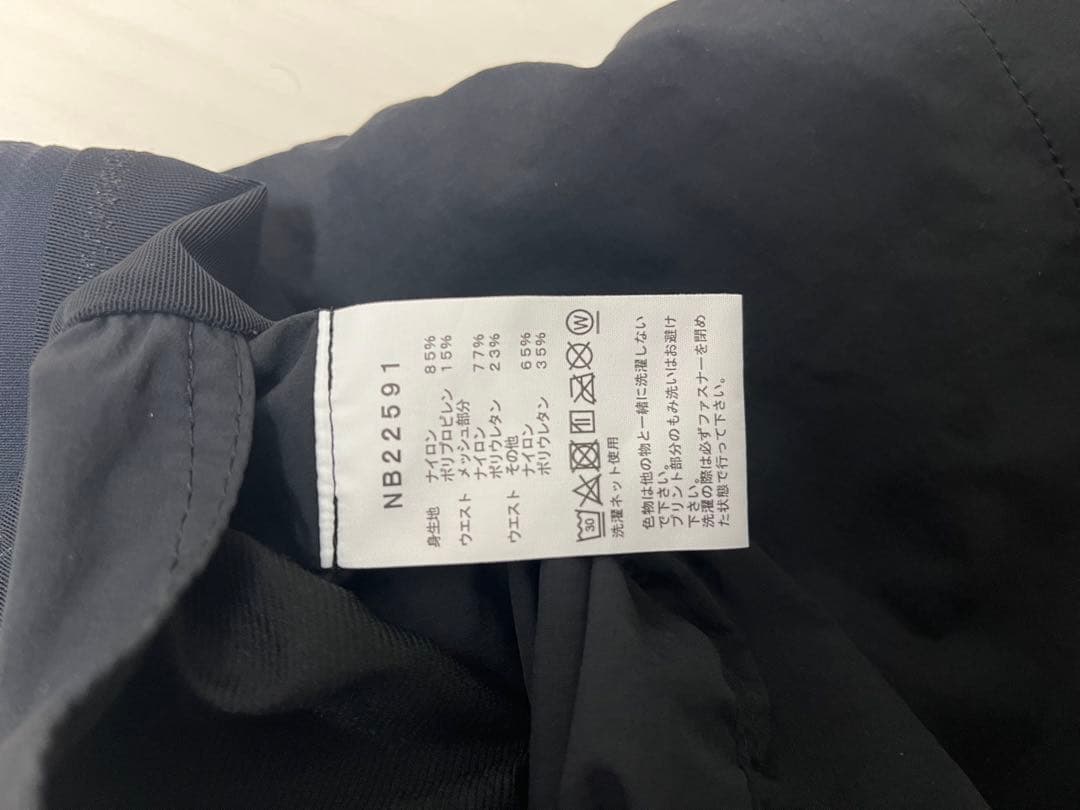 NB22591
身生地 ナイロン 85%
ポリプロピレン 15%
ウエスト メッシュ部分
ナイロン 77%
ポリウレタン 23%
ウエスト その他
ナイロン 65%
ポリウレタン 35%
30 W
洗濯ネット使用
色物は他の物と一緒に洗濯しない
で下さい。
プリント部分のもみ洗いはお避け
下さい。
洗濯の際は必ずファスナーを閉め
た状態で行って下さい。